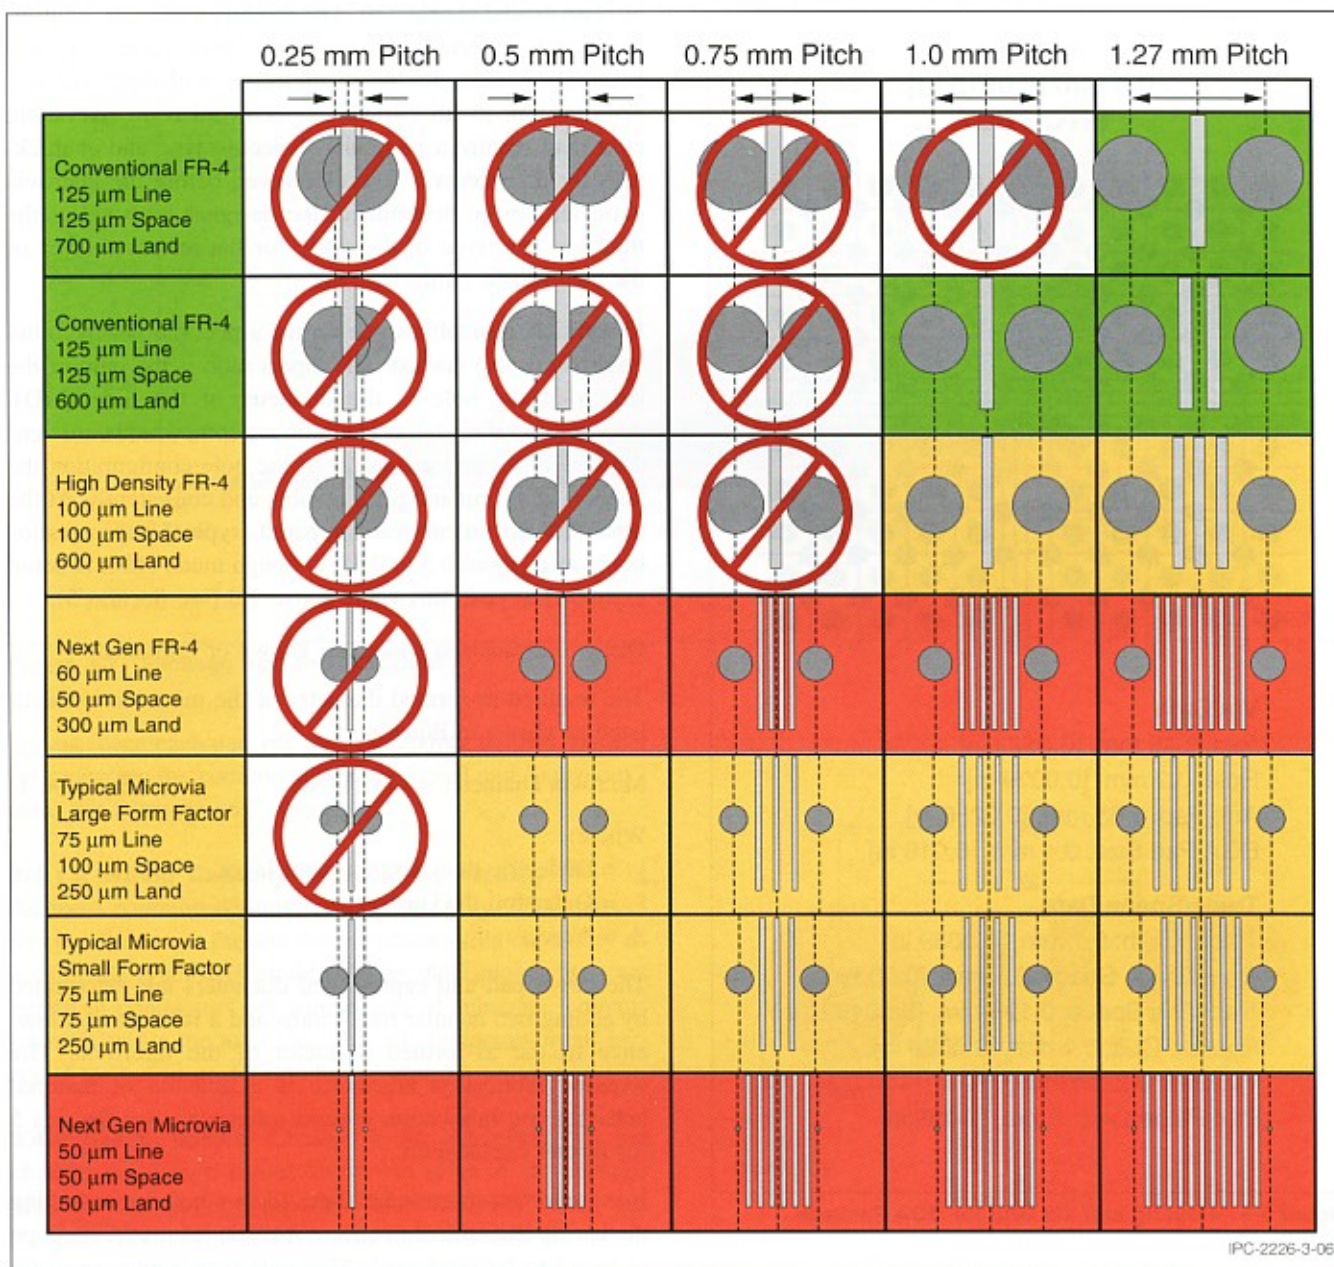 0.25 mm Pitch 0.5 mm Pitch 0.75 mm Pitch 1.0 mm Pitch 1.27 mm Pitch
Conventional FR-4
125 µm Line
125 µm Space
700 µm Land
Conventional FR-4
125 µm Line
125 µm Space
600 µm Land
High Density FR-4
100 µm Line
100 µm Space
600 µm Land
Next Gen FR-4
60 µm Line
50 µm Space
300 µm Land
Typical Microvia
Large Form Factor
75 µm Line
100 µm Space
250 µm Land
Typical Microvia
Small Form Factor
75 µm Line
75 µm Space
250 µm Land
Next Gen Microvia
50 µm Line
50 µm Space
50 µm Land
IPC-2226-3-06